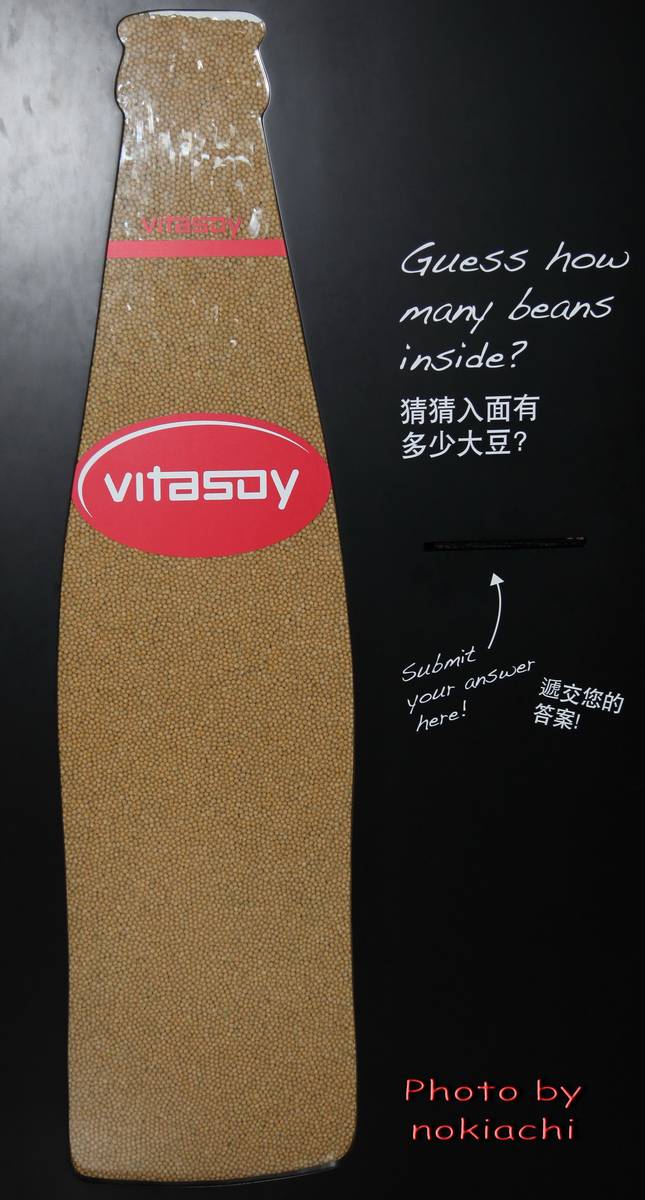 vitasoy
vitasoy
Guess how
many beans
inside?
猜猜入面有
多少大豆?
Submit
your answer
here!
遞交您的
答案!
Photo by
nokiachi